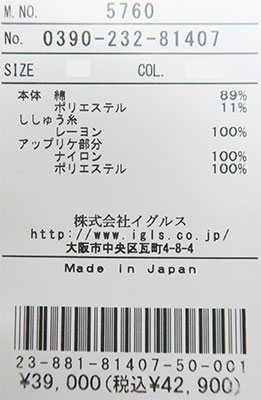 M.NO. 5760
No. 0390-232-81407
SIZE COL.
本体 綿 89%
ポリエステル 11%
ししゅう糸
レーヨン 100%
アップリケ部分
ナイロン 100%
ポリエステル 100%
株式会社イグルス
http://www.igls.co.jp/
大阪市中央区瓦町4-8-4
Made in Japan
23-881-81407-50-001
¥39,000(税込¥42,900)